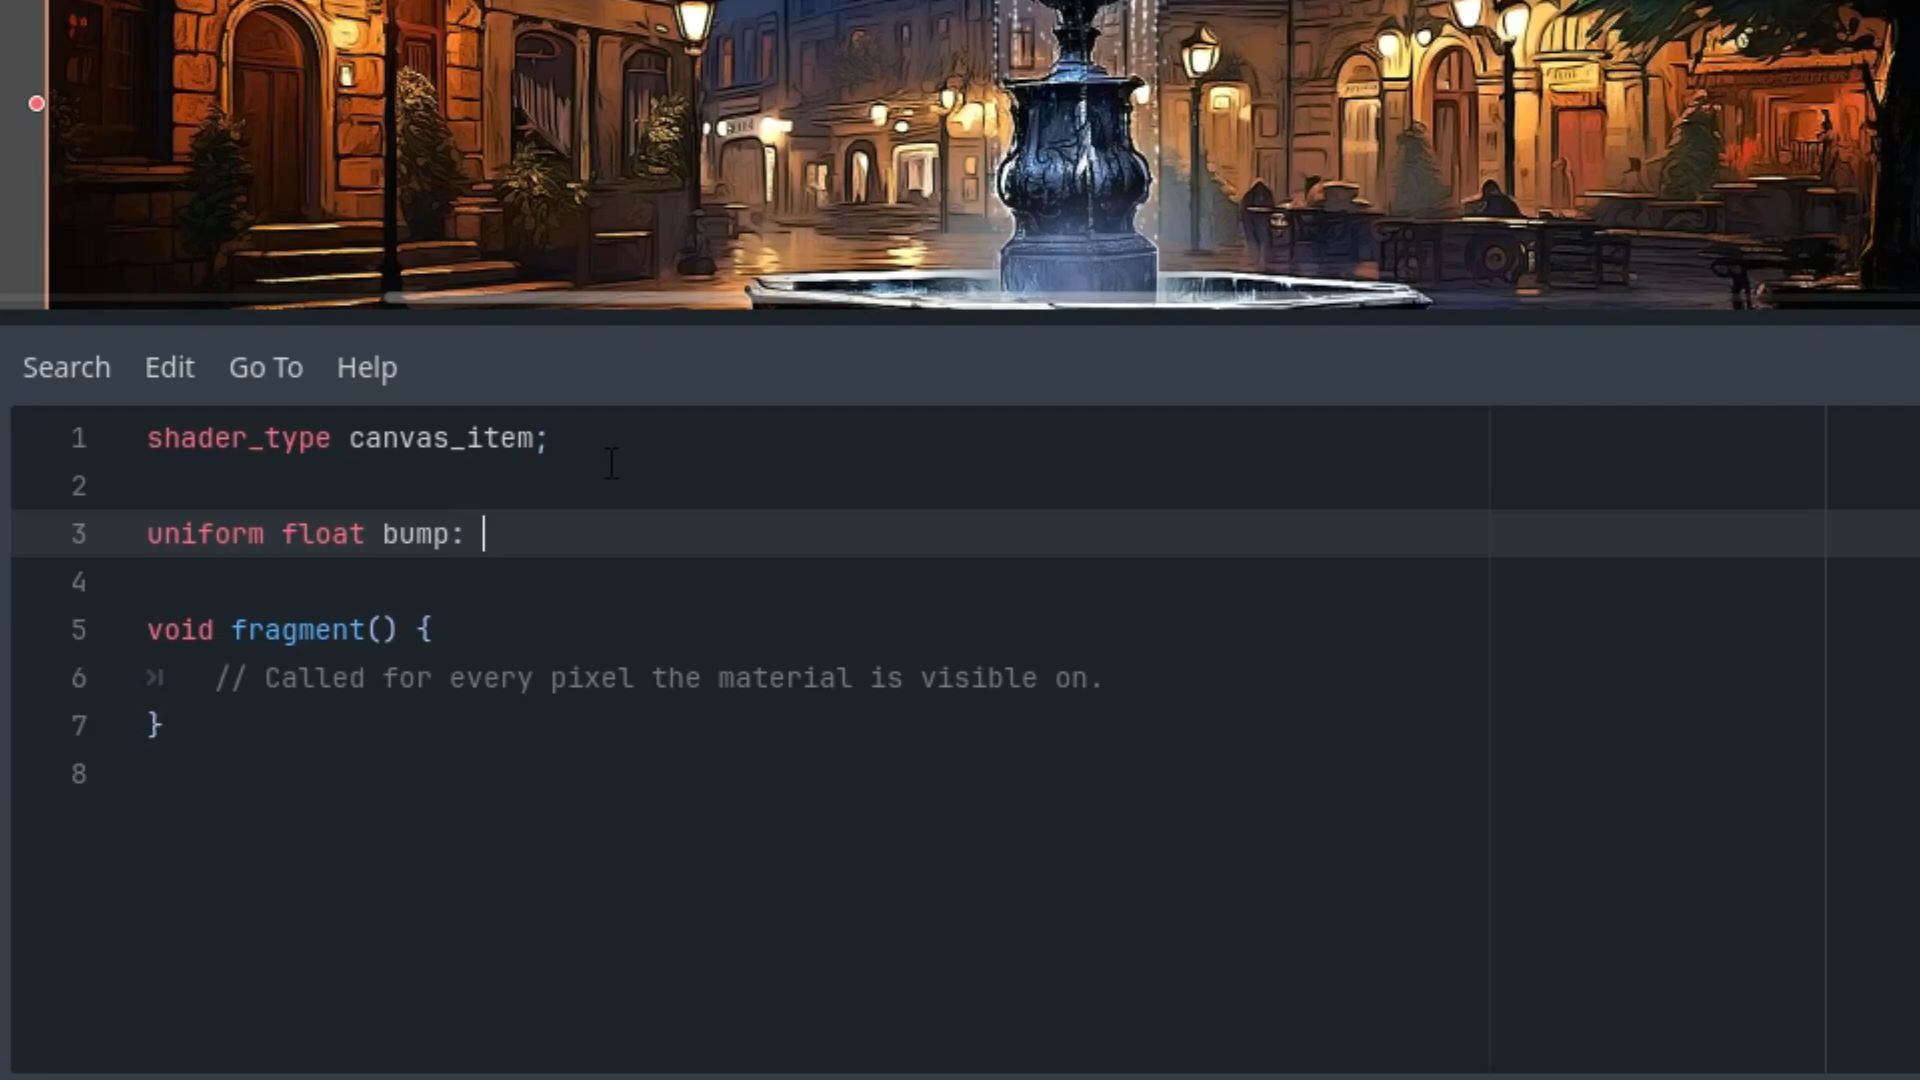 Search Edit Go To Help
1 shader_type canvas_item;
2
3 uniform float bump:
4
5 void fragment() {
6 // Called for every pixel the material is visible on.
7 }
8